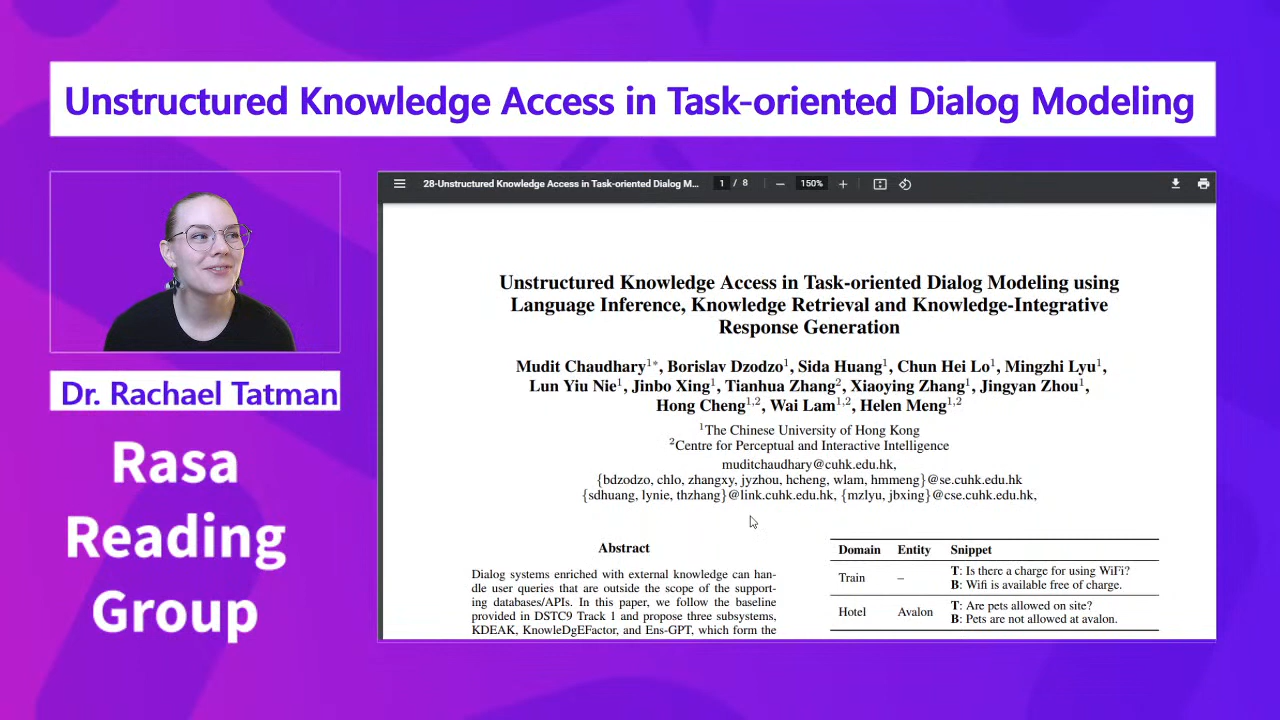 Unstructured Knowledge Access in Task-oriented Dialog Modeling
Dr. Rachael Tatman
Rasa
Reading
Group
28-Unstructured Knowledge Access in Task-oriented Dialog M...
1 / 8
150%
Unstructured Knowledge Access in Task-oriented Dialog Modeling using
Language Inference, Knowledge Retrieval and Knowledge-Integrative
Response Generation
Mudit Chaudhary1*, Borislav Dzodzo1, Sida Huang1, Chun Hei Lo1, Mingzhi Lyu1,
Lun Yiu Nie1, Jinbo Xing1, Tianhua Zhang2, Xiaoying Zhang1, Jingyan Zhou1,
Hong Cheng1,2, Wai Lam1,2, Helen Meng1,2
1The Chinese University of Hong Kong
2Centre for Perceptual and Interactive Intelligence
muditchaudhary@cuhk.edu.hk,
{bdzodzo, chlo, zhangxy, jyzhou, hcheng, wlam, hmmeng}@se.cuhk.edu.hk
{sdhuang, lynie, thzhang}@link.cuhk.edu.hk, {mzlyu, jbxing}@cse.cuhk.edu.hk,
Abstract
Dialog systems enriched with external knowledge can han-
dle user queries that are outside the scope of the support-
ing databases/APIs. In this paper, we follow the baseline
provided in DSTC9 Track 1 and propose three subsystems,
KDEAK, KnowleDgEFactor, and Ens-GPT, which form the
Domain Entity Snippet
Train – T: Is there a charge for using WiFi?
B: Wifi is available free of charge.
Hotel Avalon T: Are pets allowed on site?
B: Pets are not allowed at avalon.